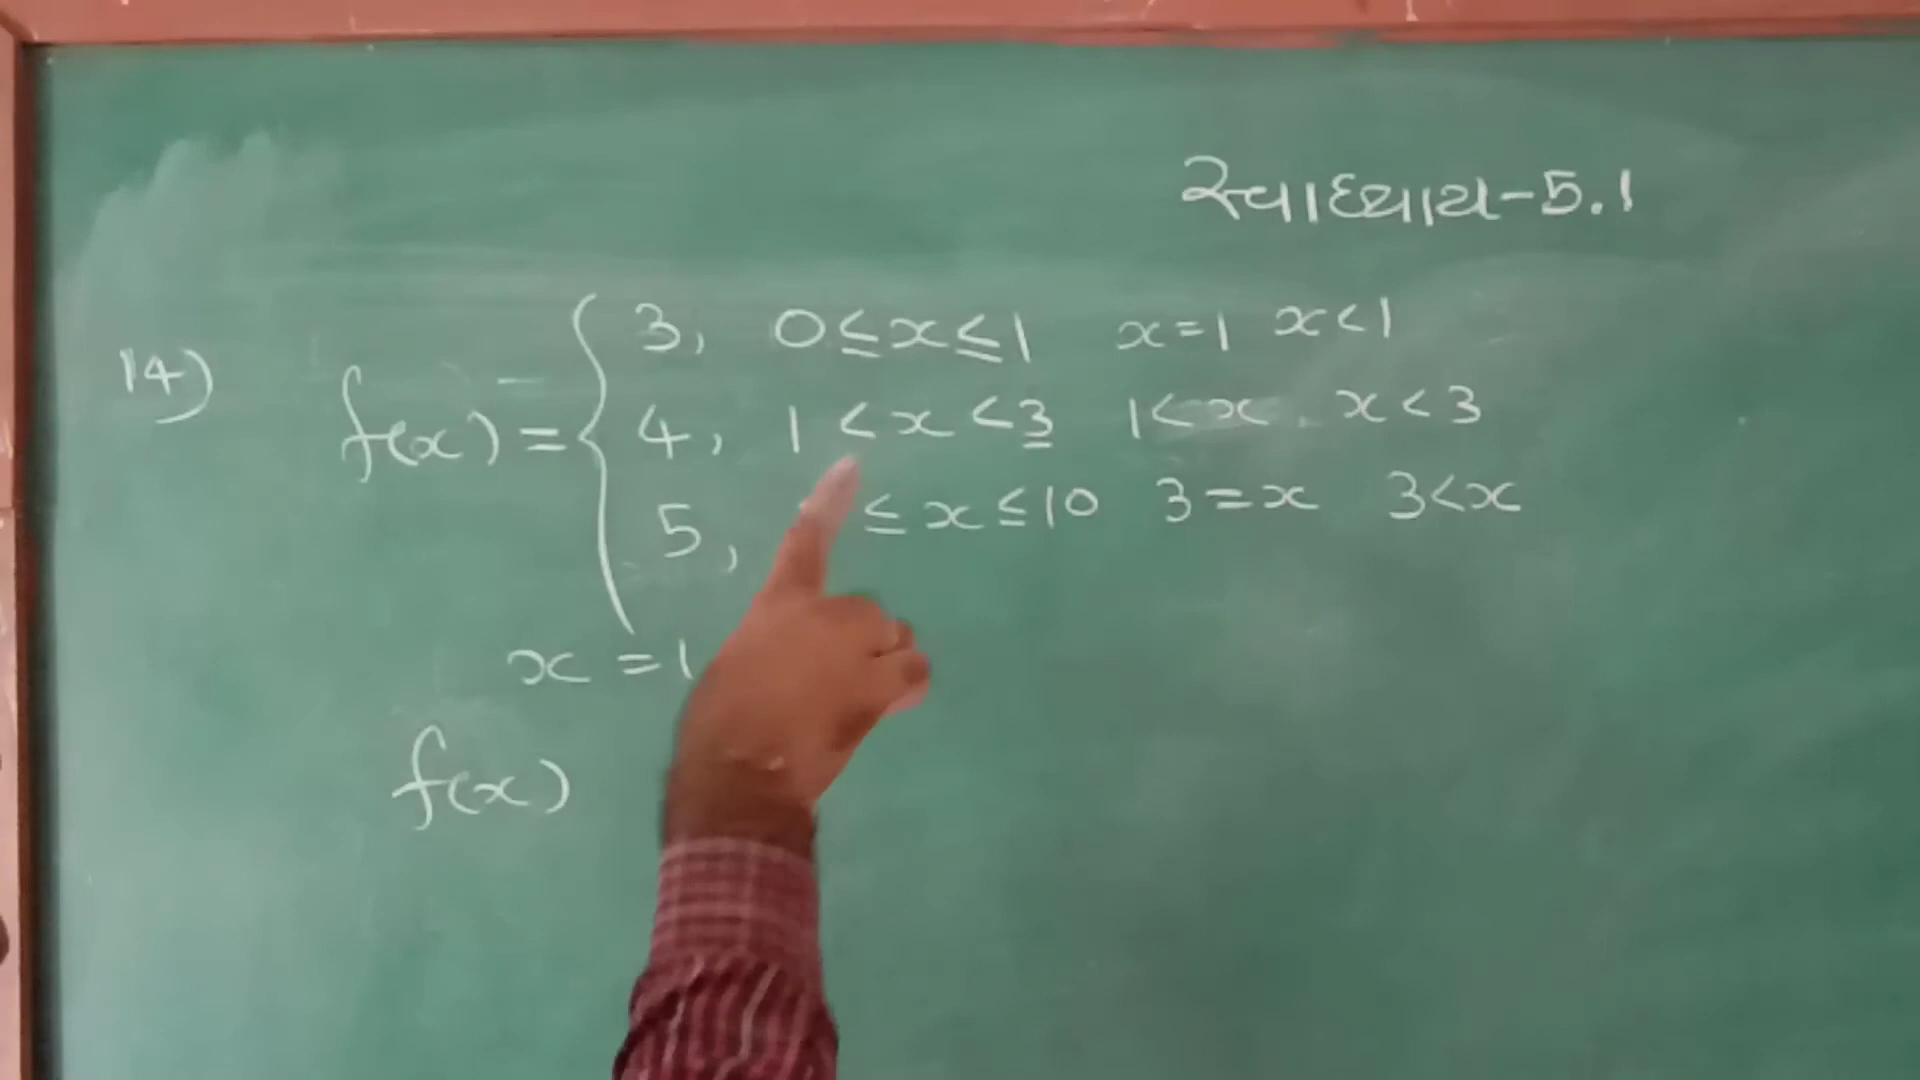 સ્વાધ્યાય-5.1
14) f(x) = { 3, 0≤x≤1 x=1 x<1
4, 1<x<3 1<x, x<3
5, ≤x≤10 3=x 3<x
x=1
f(x)